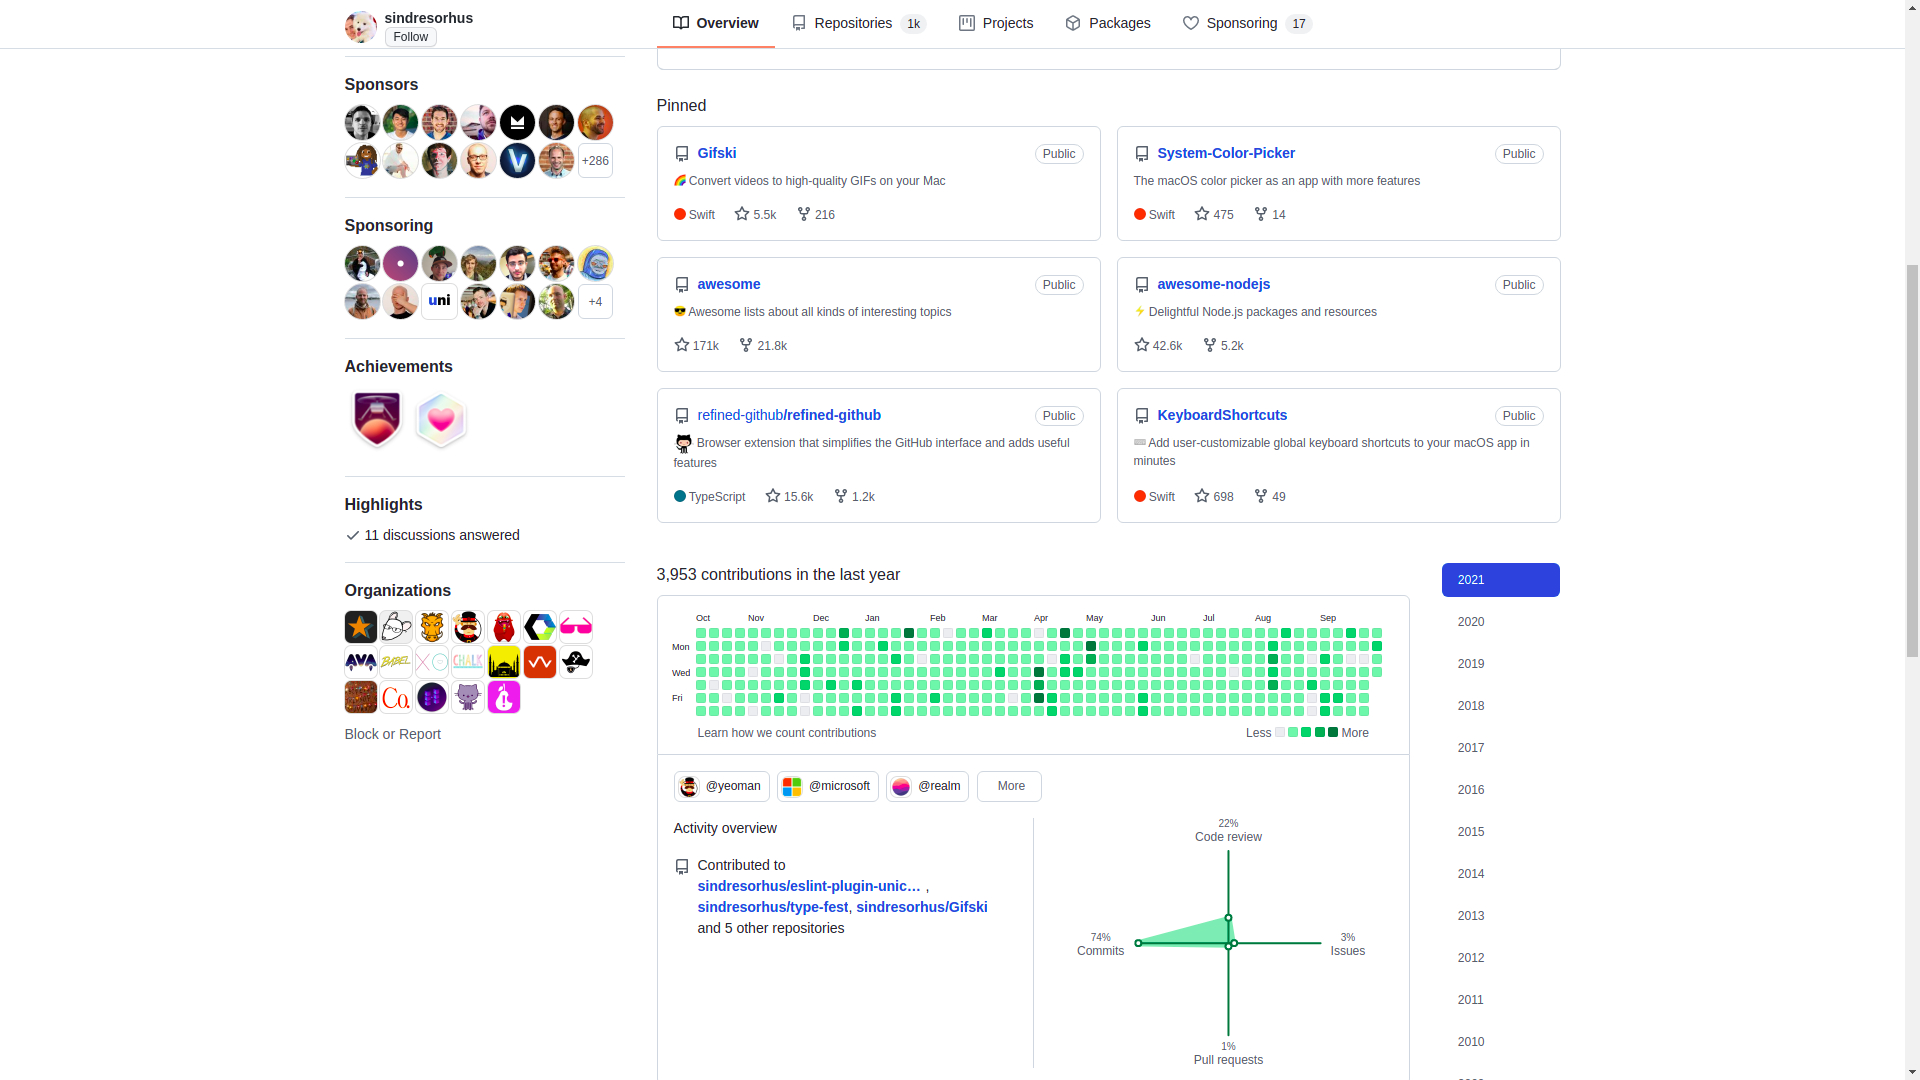 sindresorhus
Follow
Overview
Repositories 1k
Projects
Packages
Sponsoring 17
Sponsors
+286
Sponsoring
uni
+4
Achievements
Highlights
11 discussions answered
Organizations
AVA
BABEL
CHALK
Ca.
Block or Report
Pinned
Gifski
Public
Convert videos to high-quality GIFs on your Mac
Swift 5.5k 216
System-Color-Picker
Public
The macOS color picker as an app with more features
Swift 475 14
awesome
Public
Awesome lists about all kinds of interesting topics
171k 21.8k
awesome-nodejs
Public
Delightful Node.js packages and resources
42.6k 5.2k
refined-github/refined-github
Public
Browser extension that simplifies the GitHub interface and adds useful
features
TypeScript 15.6k 1.2k
KeyboardShortcuts
Public
Add user-customizable global keyboard shortcuts to your macOS app in
minutes
Swift 698 49
3,953 contributions in the last year
Oct Nov Dec Jan Feb Mar Apr May Jun Jul Aug Sep
Mon
Wed
Fri
Learn how we count contributions
Less More
@yeoman
@microsoft
@realm
More
Activity overview
Contributed to
sindresorhus/eslint-plugin-unic… ,
sindresorhus/type-fest, sindresorhus/Gifski
and 5 other repositories
22%
Code review
74%
Commits
3%
Issues
1%
Pull requests
2021
2020
2019
2018
2017
2016
2015
2014
2013
2012
2011
2010